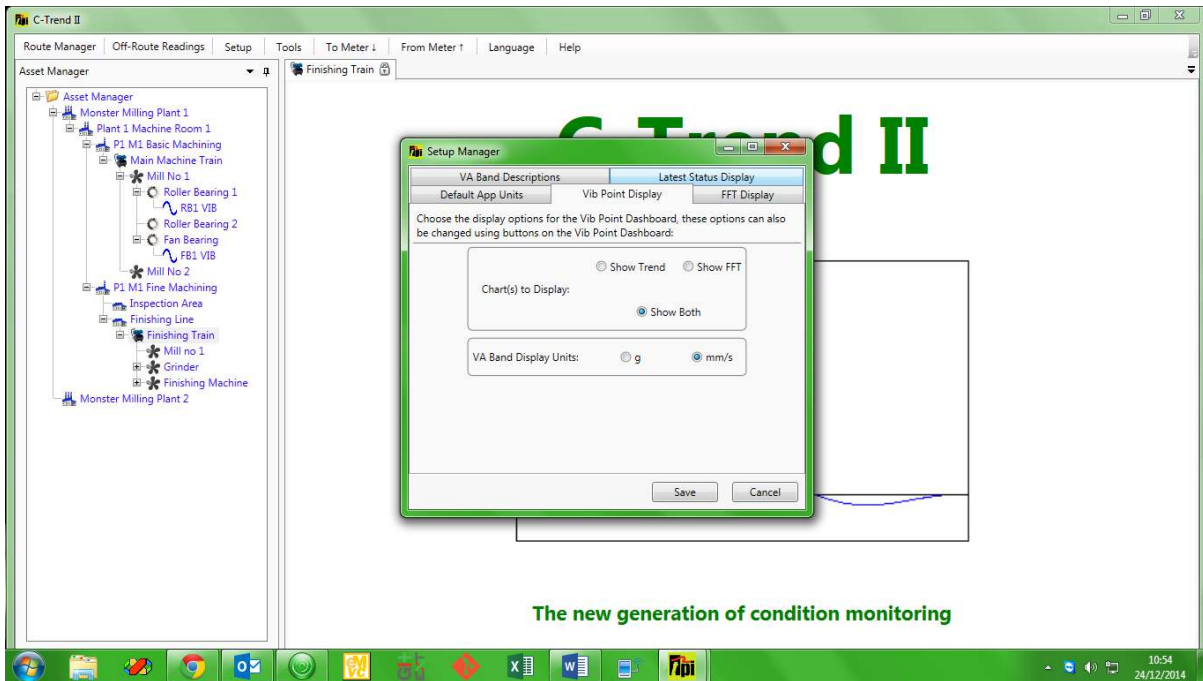 C-Trend II
Route Manager Off-Route Readings Setup Tools To Meter ↓ From Meter ↑ Language Help
Asset Manager
Finishing Train
Asset Manager
Monster Milling Plant 1
Plant 1 Machine Room 1
P1 M1 Basic Machining
Main Machine Train
Mill No 1
Roller Bearing 1
RB1 VIB
Roller Bearing 2
Fan Bearing
FB1 VIB
Mill No 2
P1 M1 Fine Machining
Inspection Area
Finishing Line
Finishing Train
Mill no 1
Grinder
Finishing Machine
Monster Milling Plant 2
C-Trend II
Setup Manager
VA Band Descriptions Latest Status Display
Default App Units Vib Point Display FFT Display
Choose the display options for the Vib Point Dashboard, these options can also
be changed using buttons on the Vib Point Dashboard:
Show Trend Show FFT
Chart(s) to Display:
Show Both
VA Band Display Units: g mm/s
Save Cancel
The new generation of condition monitoring
tpi
10:54
24/12/2014